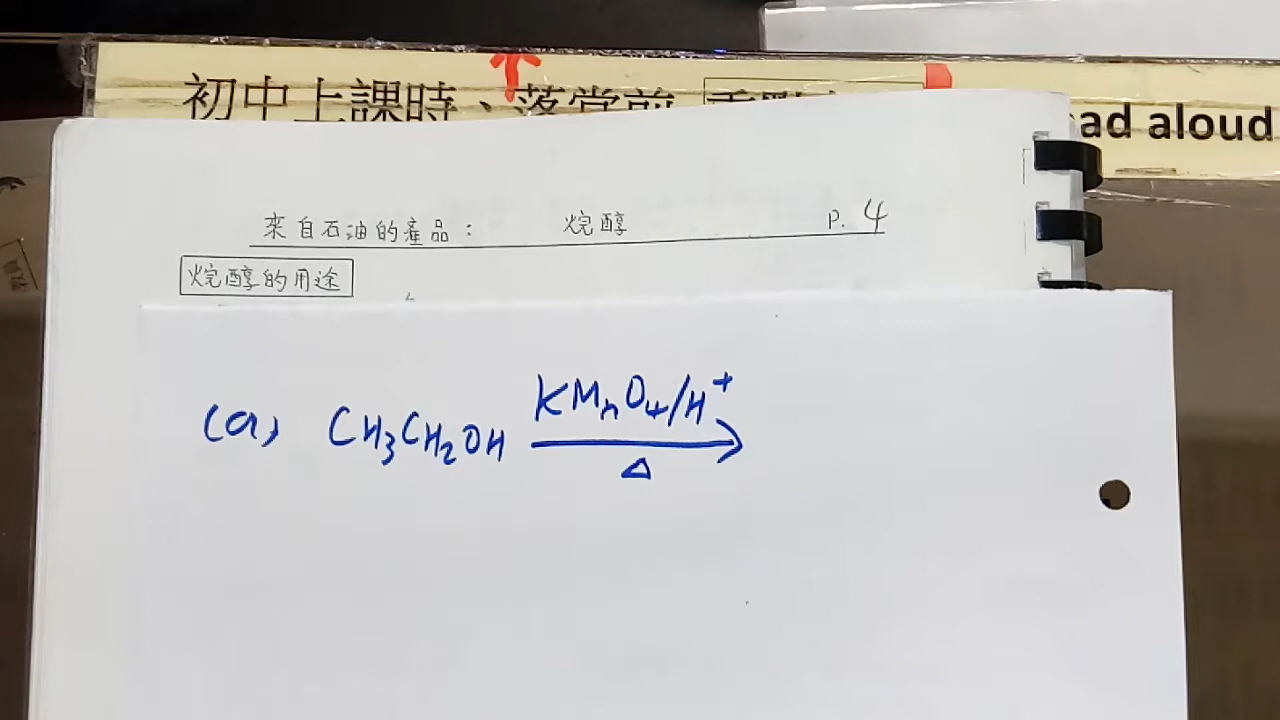 初中上課時、落堂前 ad aloud
來自石油的產品： 烷醇 P. 4
烷醇的用途
(a) CH₃CH₂OH KMnO₄/H⁺
△